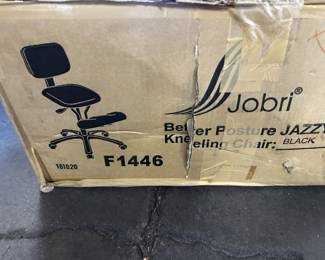 Jobri®
Better Posture JAZZY
Kneeling Chair: BLACK
181020
F1446